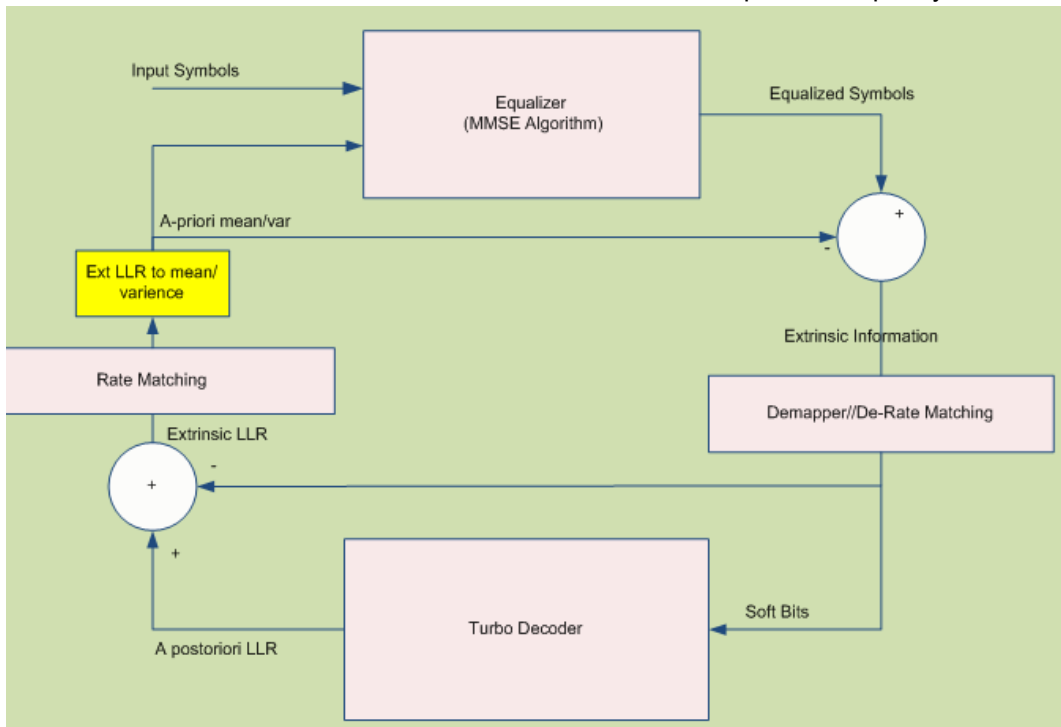 Input Symbols
Equalizer
(MMSE Algorithm)
Equalized Symbols
+
-
A-priori mean/var
Ext LLR to mean/
varience
Extrinsic Information
Rate Matching
Demapper//De-Rate Matching
Extrinsic LLR
-
+
+
Turbo Decoder
Soft Bits
A postoriori LLR